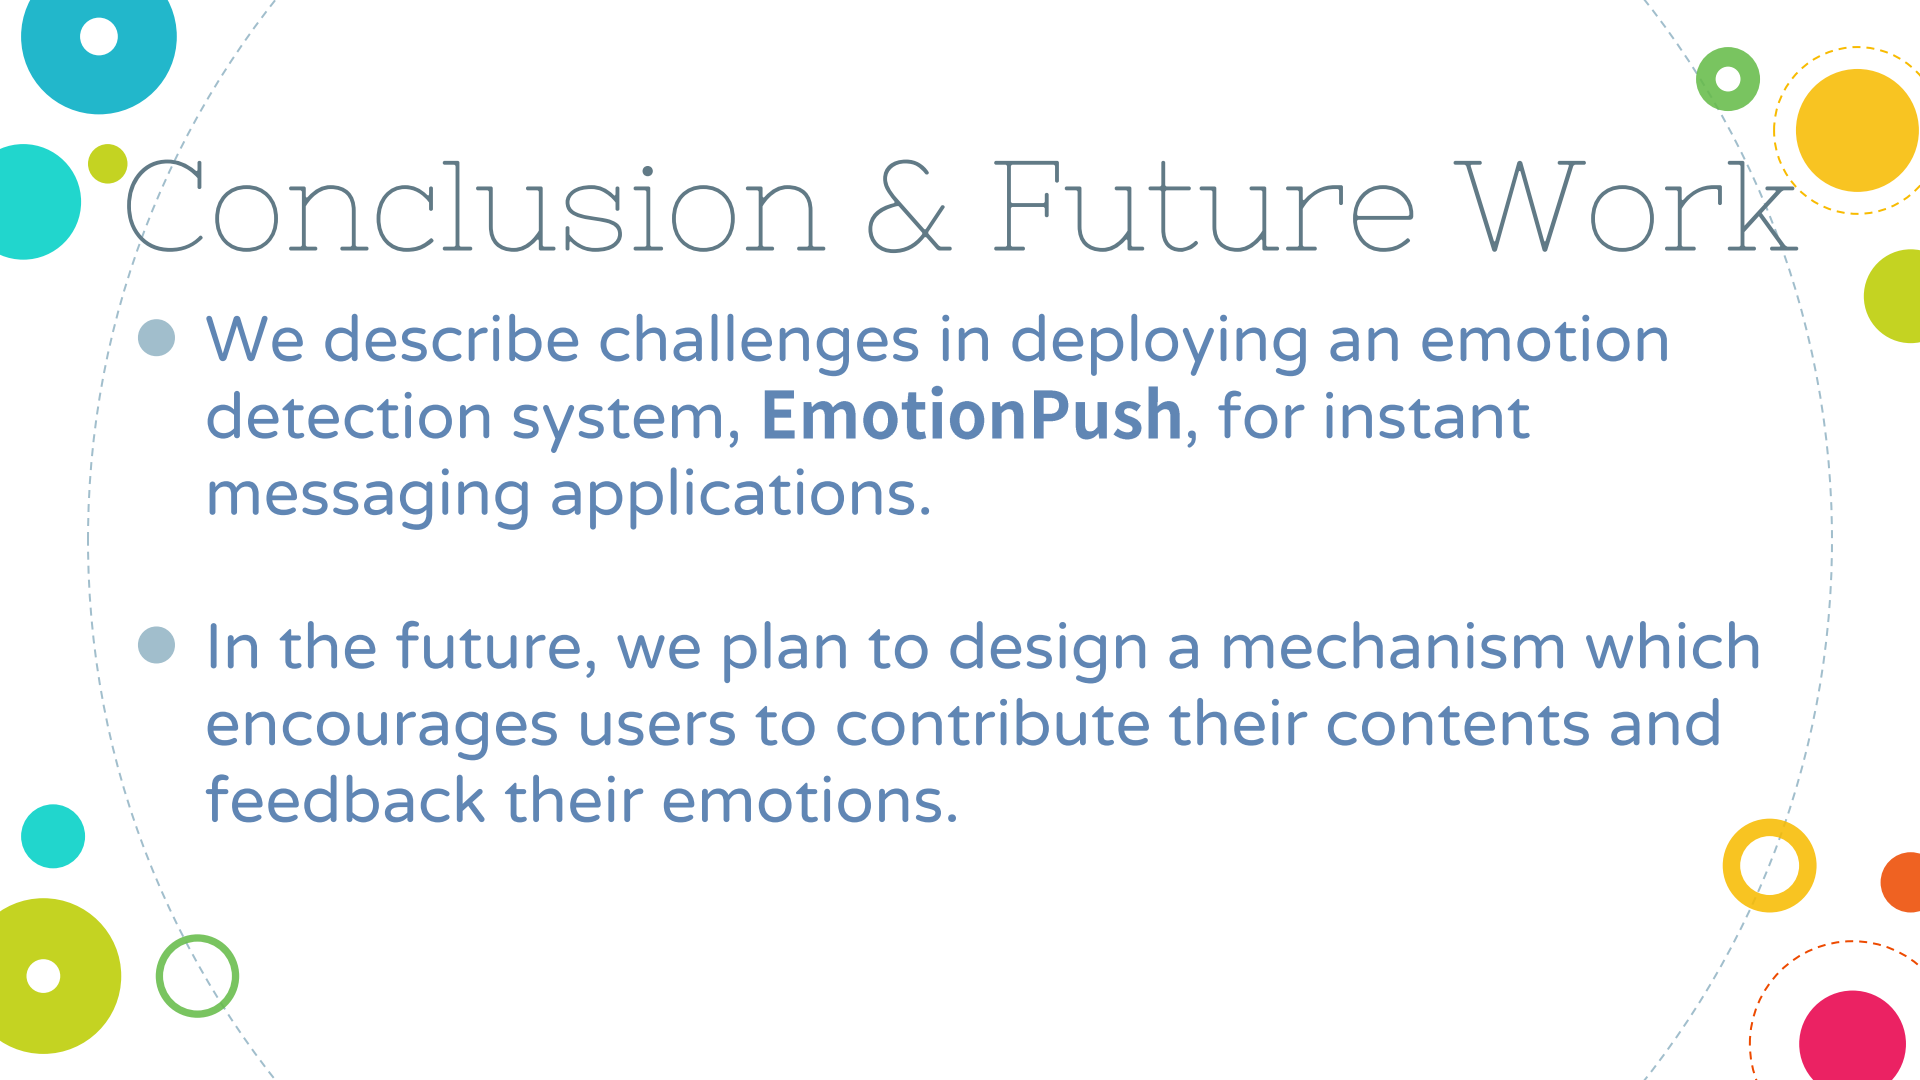 Conclusion & Future Work
We describe challenges in deploying an emotion
detection system, EmotionPush, for instant
messaging applications.
In the future, we plan to design a mechanism which
encourages users to contribute their contents and
feedback their emotions.